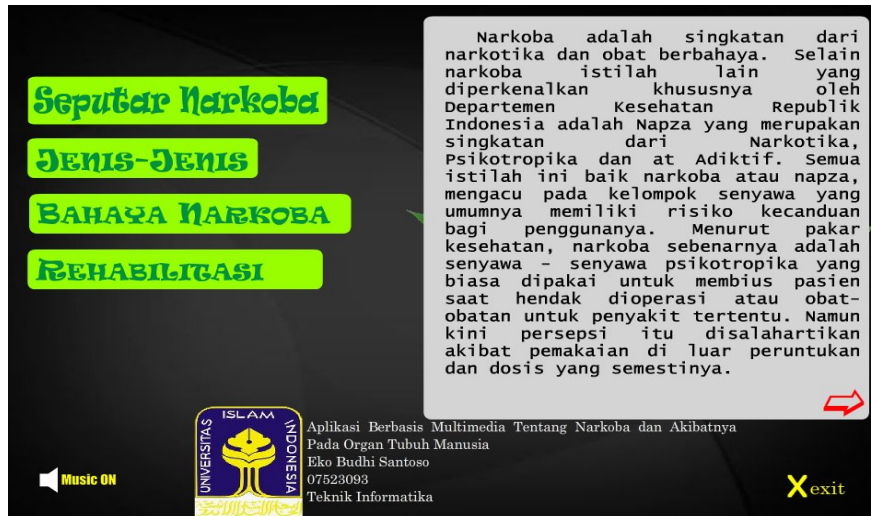 Seputar Narkoba
Jenis-Jenis
Bahaya Narkoba
Rehabilitasi
Narkoba adalah singkatan dari
narkotika dan obat berbahaya. Selain
narkoba istilah lain yang
diperkenalkan khususnya oleh
Departemen Kesehatan Republik
Indonesia adalah Napza yang merupakan
singkatan dari Narkotika,
Psikotropika dan at Adiktif. Semua
istilah ini baik narkoba atau napza,
mengacu pada kelompok senyawa yang
umumnya memiliki risiko kecanduan
bagi penggunanya. Menurut pakar
kesehatan, narkoba sebenarnya adalah
senyawa - senyawa psikotropika yang
biasa dipakai untuk membius pasien
saat hendak dioperasi atau obat-
obatan untuk penyakit tertentu. Namun
kini persepsi itu disalahartikan
akibat pemakaian di luar peruntukan
dan dosis yang semestinya.
UNIVERSITAS ISLAM INDONESIA
Aplikasi Berbasis Multimedia Tentang Narkoba dan Akibatnya
Pada Organ Tubuh Manusia
Eko Budhi Santoso
07523093
Teknik Informatika
Music ON
X exit